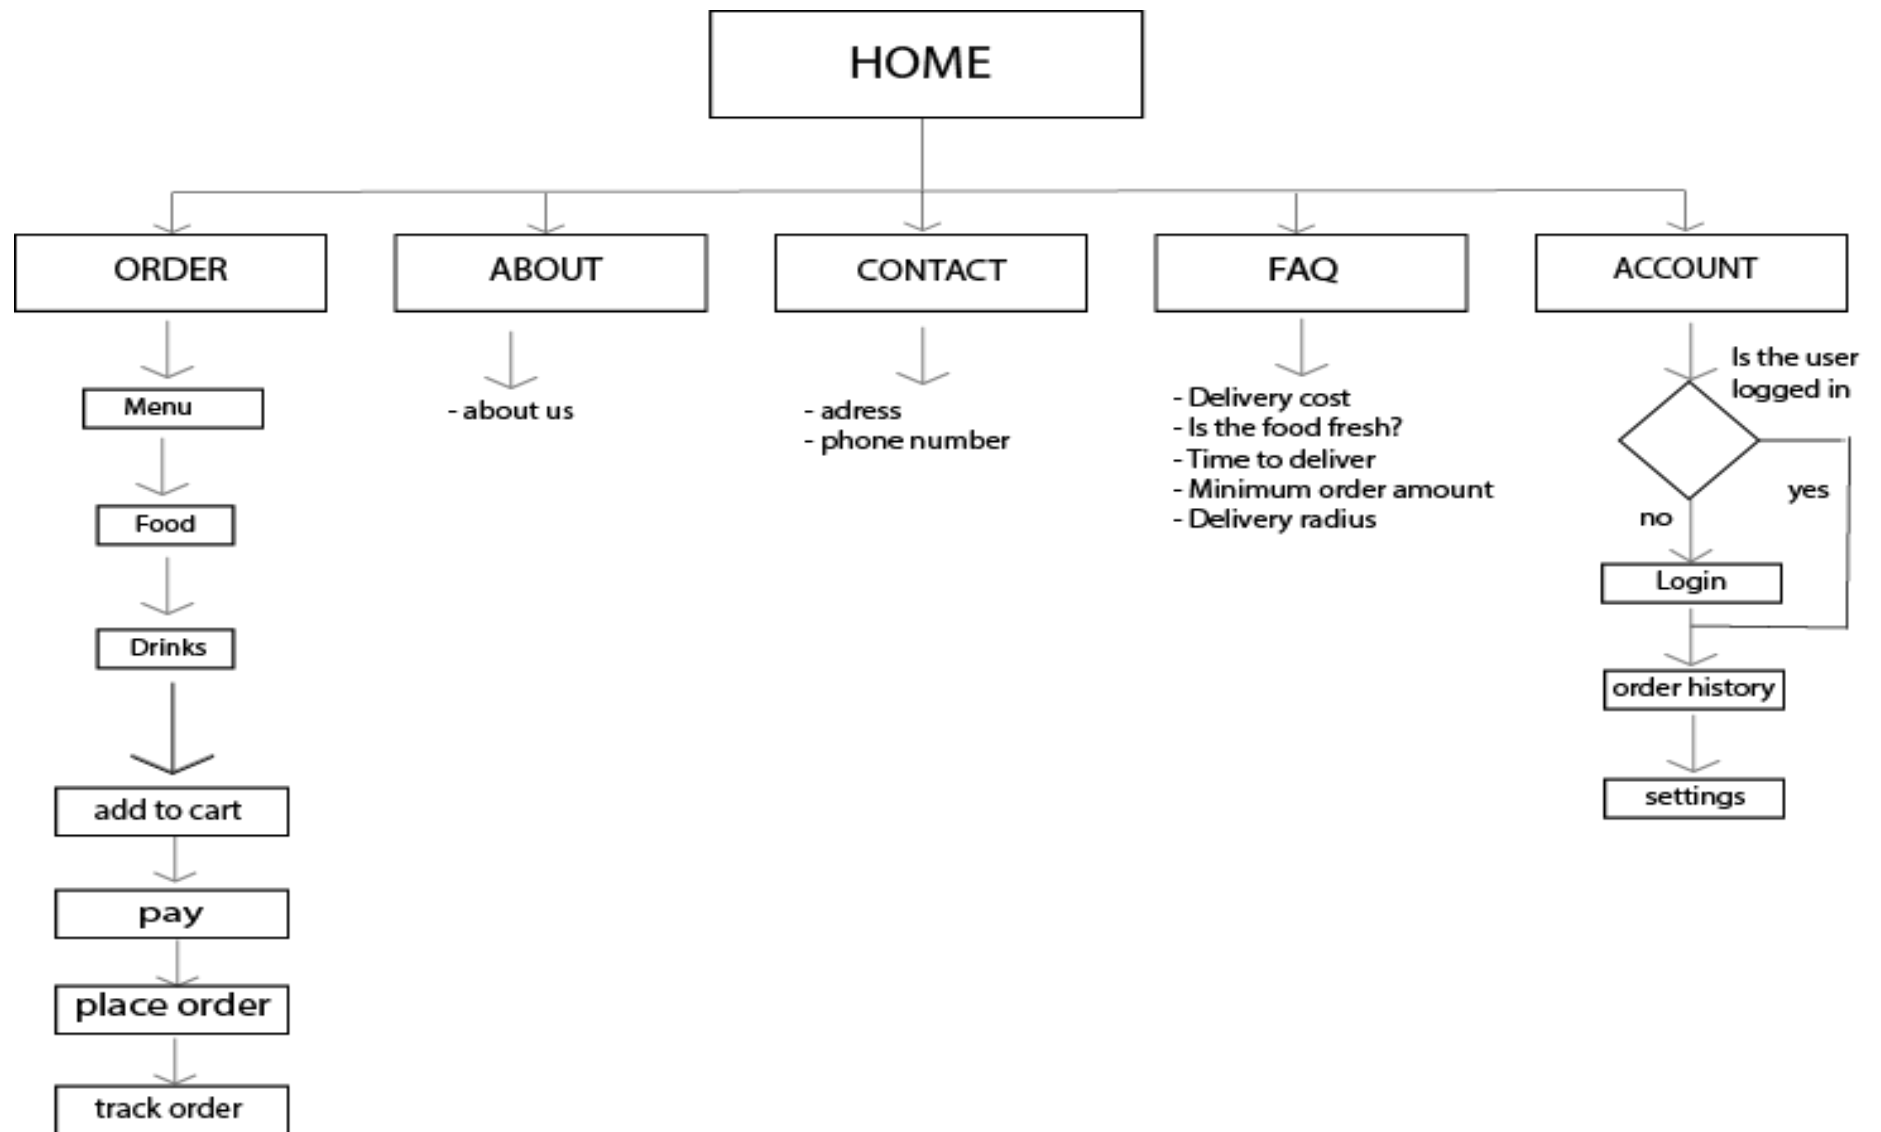 HOME
ORDER
ABOUT
CONTACT
FAQ
ACCOUNT
Menu
Food
Drinks
add to cart
pay
place order
track order
- about us
- adress
- phone number
- Delivery cost
- Is the food fresh?
- Time to deliver
- Minimum order amount
- Delivery radius
Is the user
logged in
yes
no
Login
order history
settings